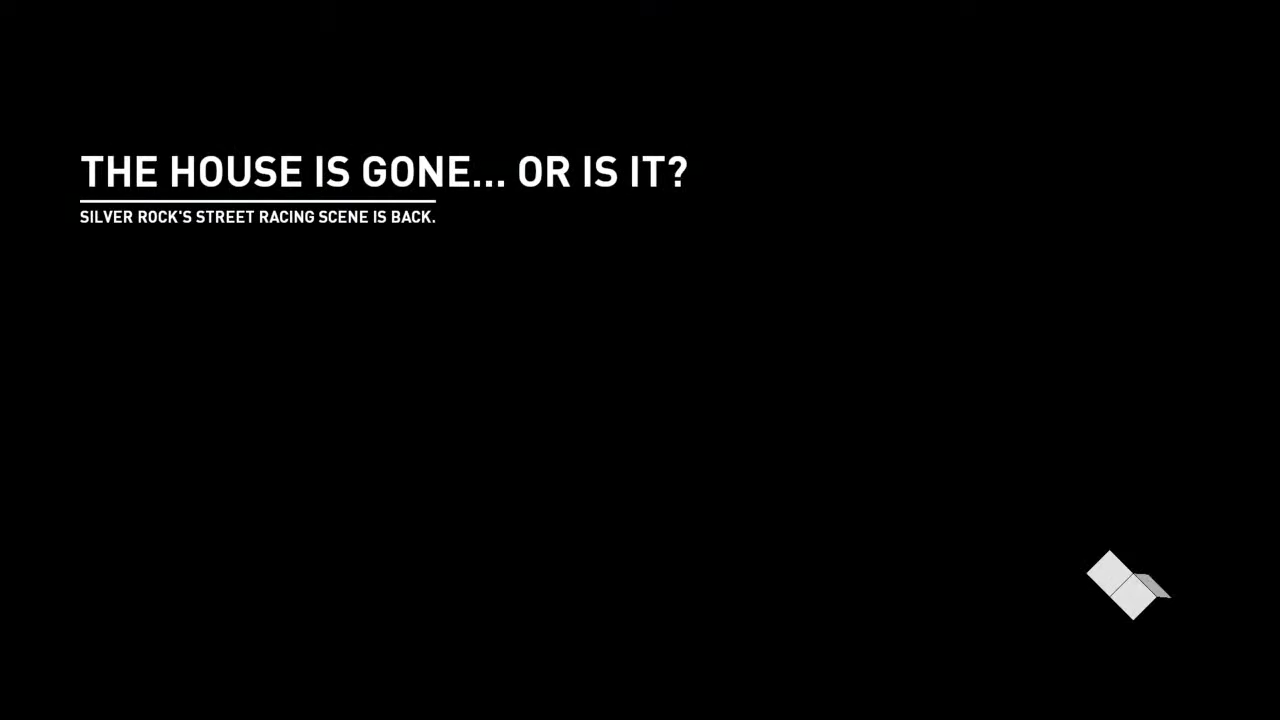 THE HOUSE IS GONE... OR IS IT?
SILVER ROCK'S STREET RACING SCENE IS BACK.